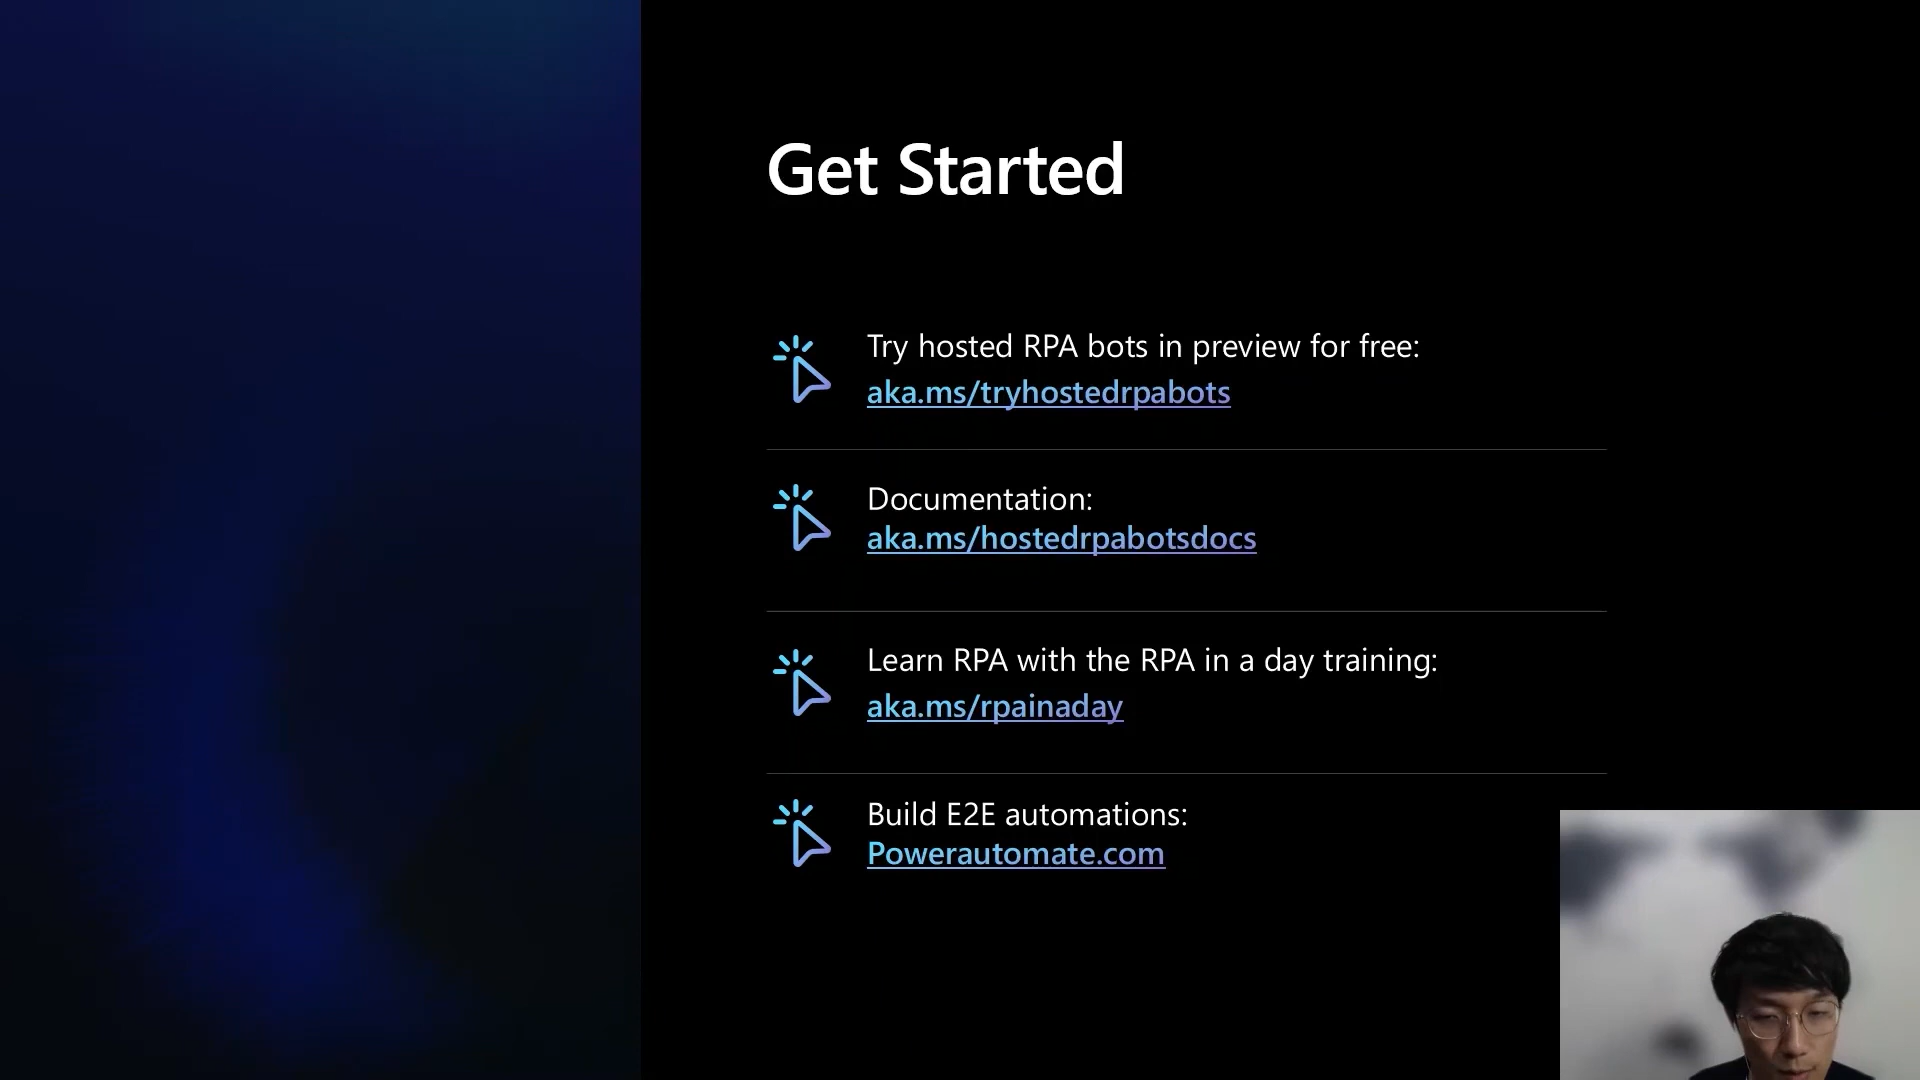 Get Started
Try hosted RPA bots in preview for free:
aka.ms/tryhostedrpabots
Documentation:
aka.ms/hostedrpabotsdocs
Learn RPA with the RPA in a day training:
aka.ms/rpainaday
Build E2E automations:
Powerautomate.com